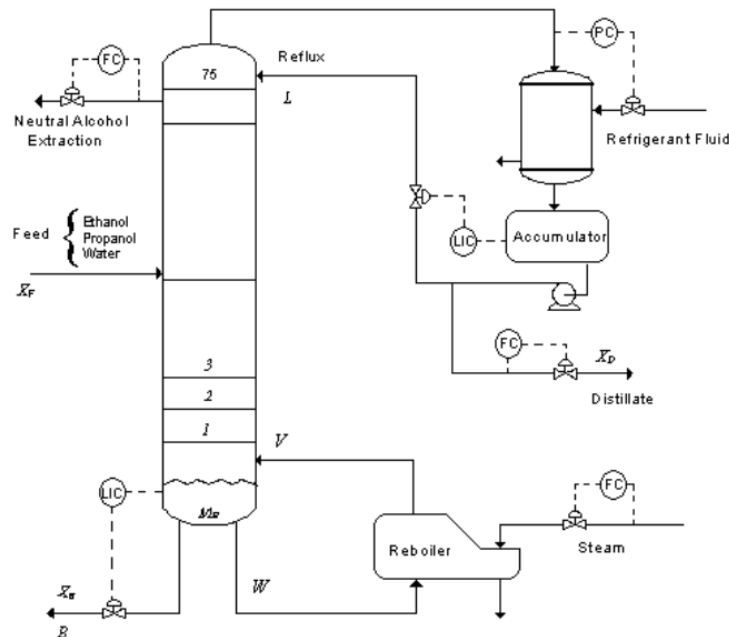 FC
PC
75
Reflux
L
Neutral Alcohol
Extraction
Refrigerant Fluid
Feed
Ethanol
Propanol
Water
LIC
Accumulator
X_F
FC
X_D
3
Distillate
2
1
V
LIC
FC
M_B
Reboiler
Steam
X_B
W
B